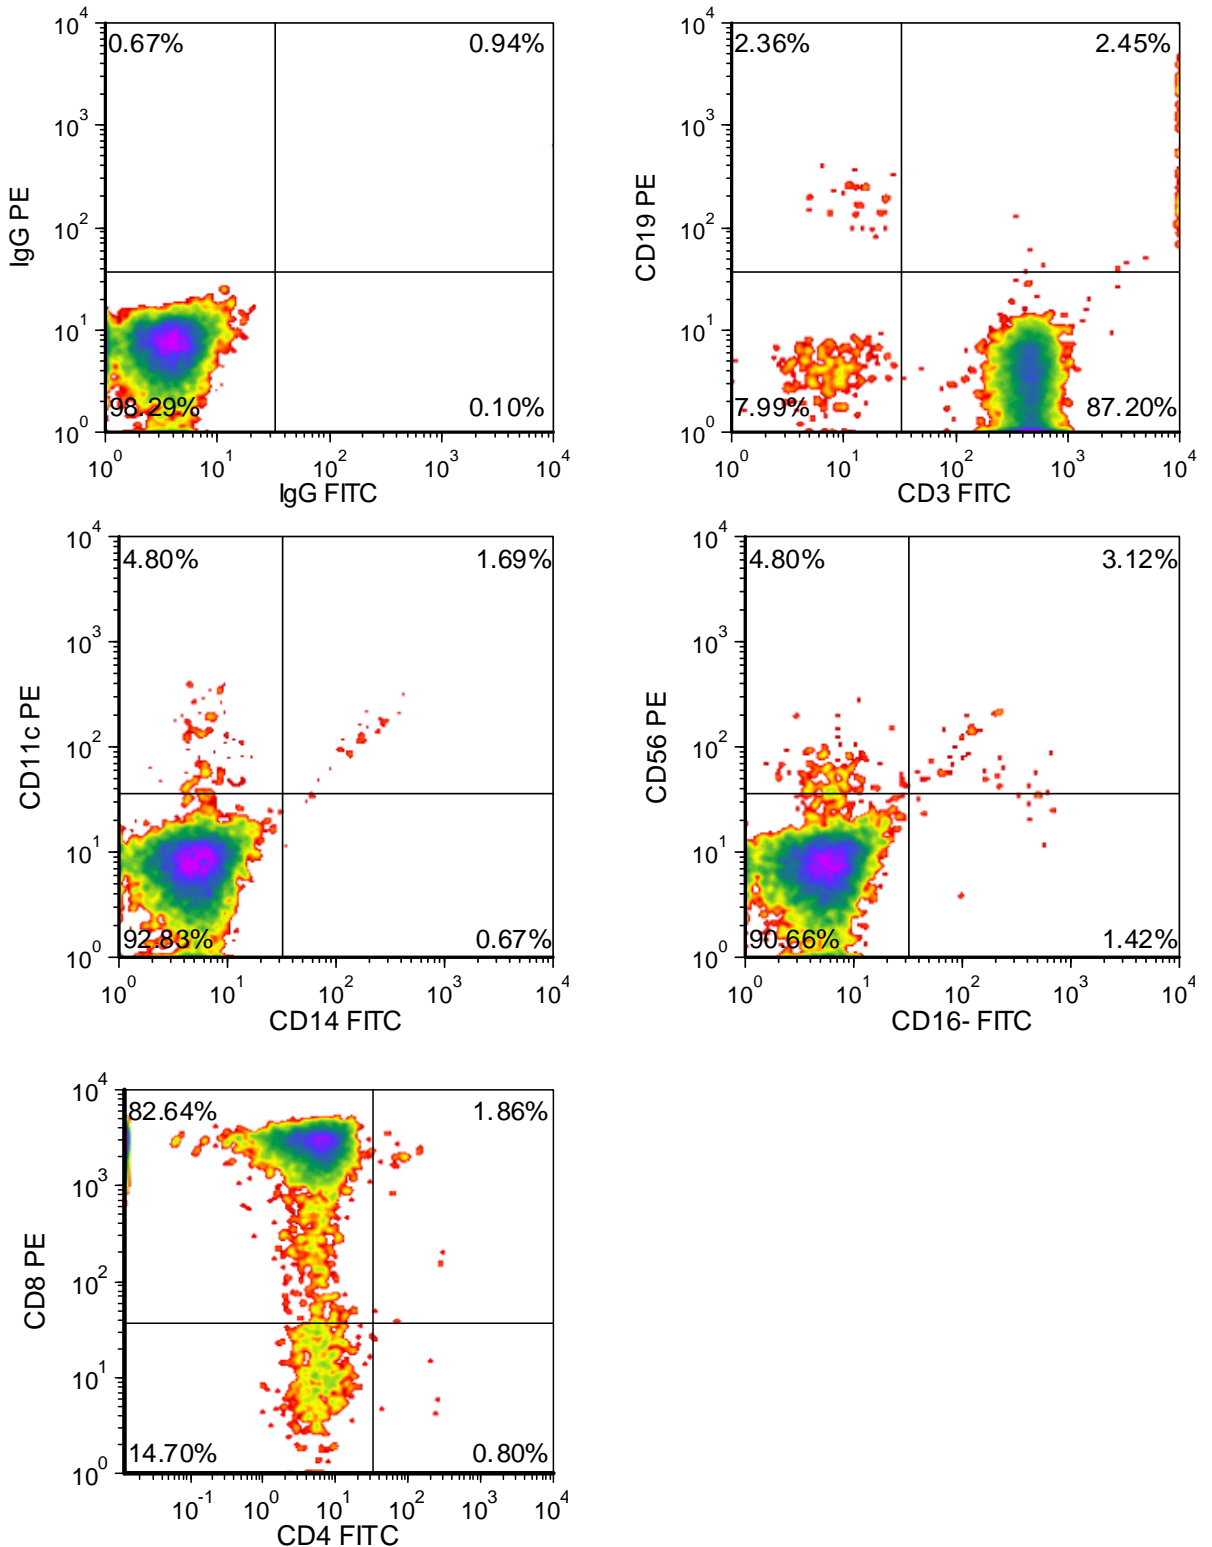 10^4
0.67% 0.94%
10^3
IgG PE
10^2
10^1
98.29% 0.10%
10^0
10^0 10^1 10^2 10^3 10^4
IgG FITC
10^4
2.36% 2.45%
10^3
CD19 PE
10^2
10^1
7.99% 87.20%
10^0
10^0 10^1 10^2 10^3 10^4
CD3 FITC
10^4
4.80% 1.69%
10^3
CD11c PE
10^2
10^1
92.83% 0.67%
10^0
10^0 10^1 10^2 10^3 10^4
CD14 FITC
10^4
4.80% 3.12%
10^3
CD56 PE
10^2
10^1
90.66% 1.42%
10^0
10^0 10^1 10^2 10^3 10^4
CD16- FITC
10^4
82.64% 1.86%
10^3
CD8 PE
10^2
10^1
14.70% 0.80%
10^0
10^-1 10^0 10^1 10^2 10^3 10^4
CD4 FITC